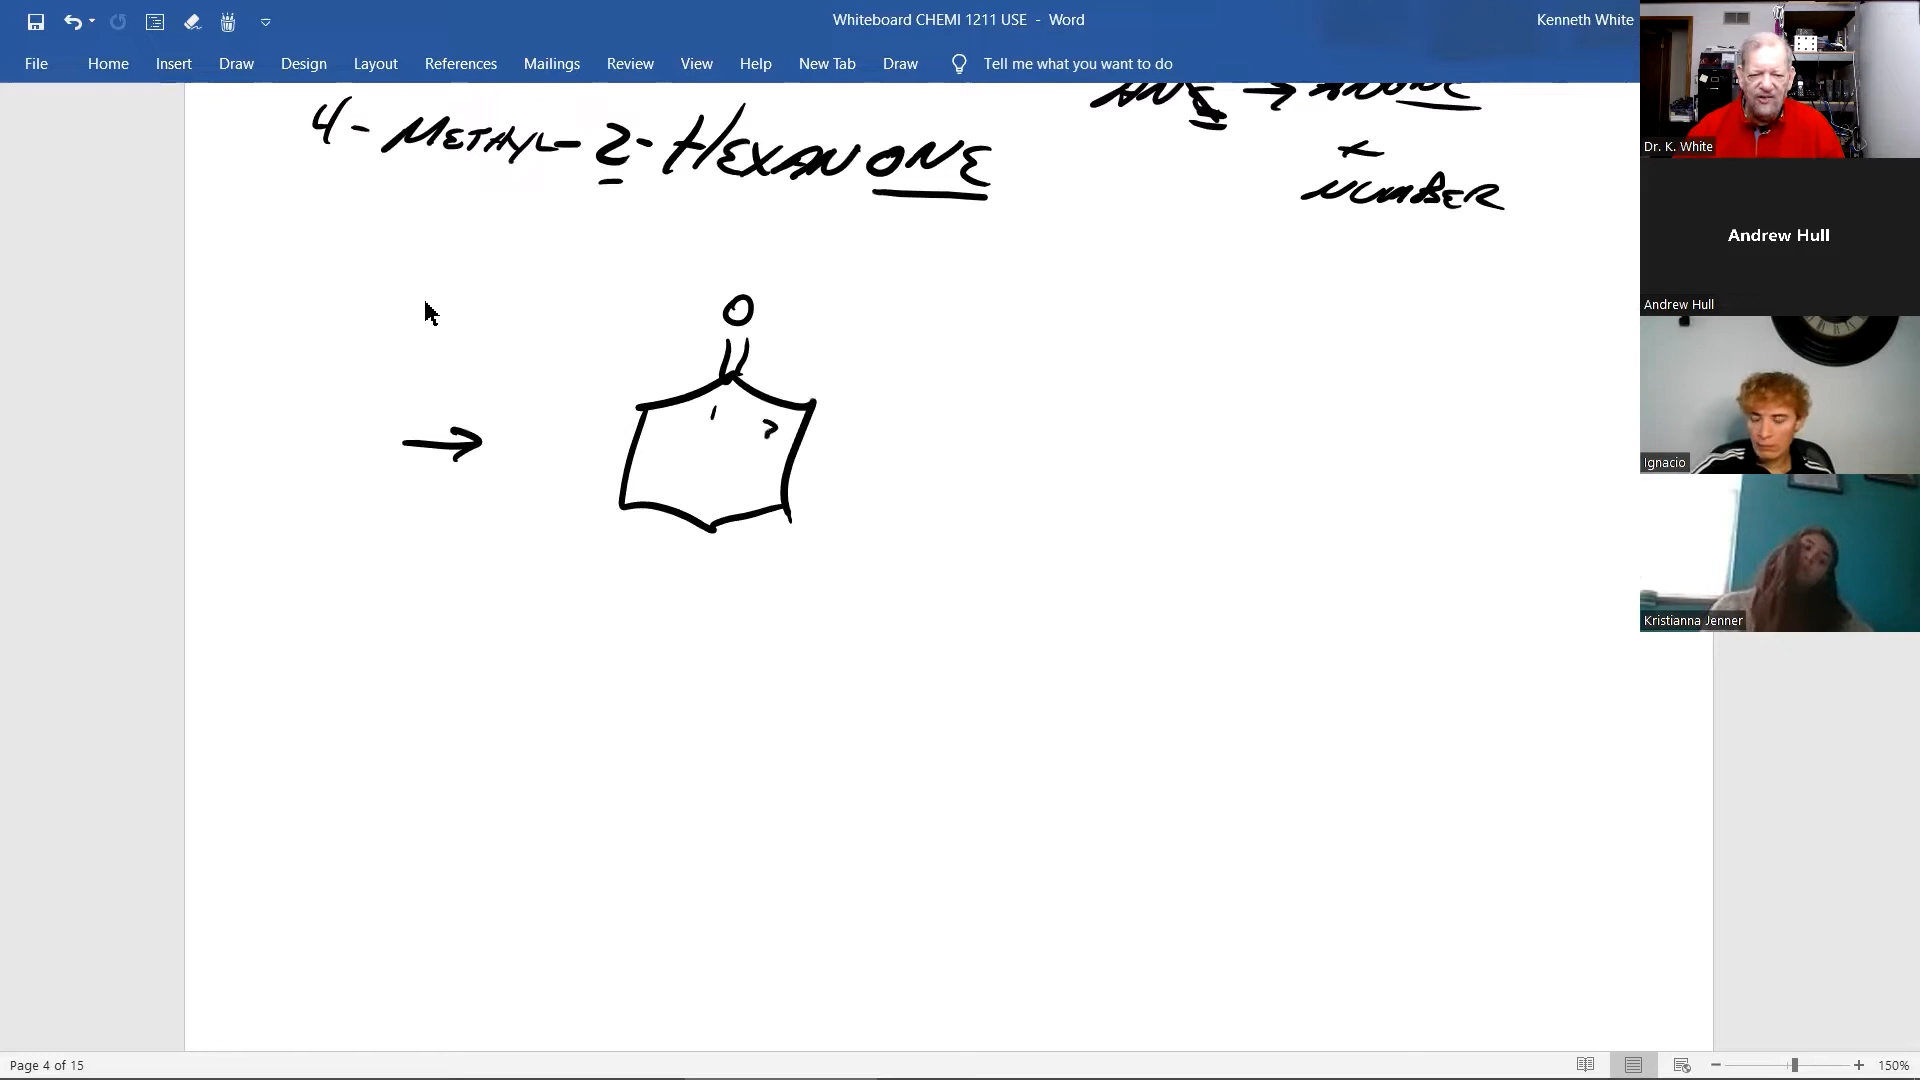 Whiteboard CHEMI 1211 USE - Word
Kenneth White
File Home Insert Draw Design Layout References Mailings Review View Help New Tab Draw Tell me what you want to do
ANE → ANONE
4-METHYL-2-HEXANONE
+
NUMBER
O
1 2
Dr. K. White
Andrew Hull
Andrew Hull
Ignacio
Kristianna Jenner
Page 4 of 15
150%